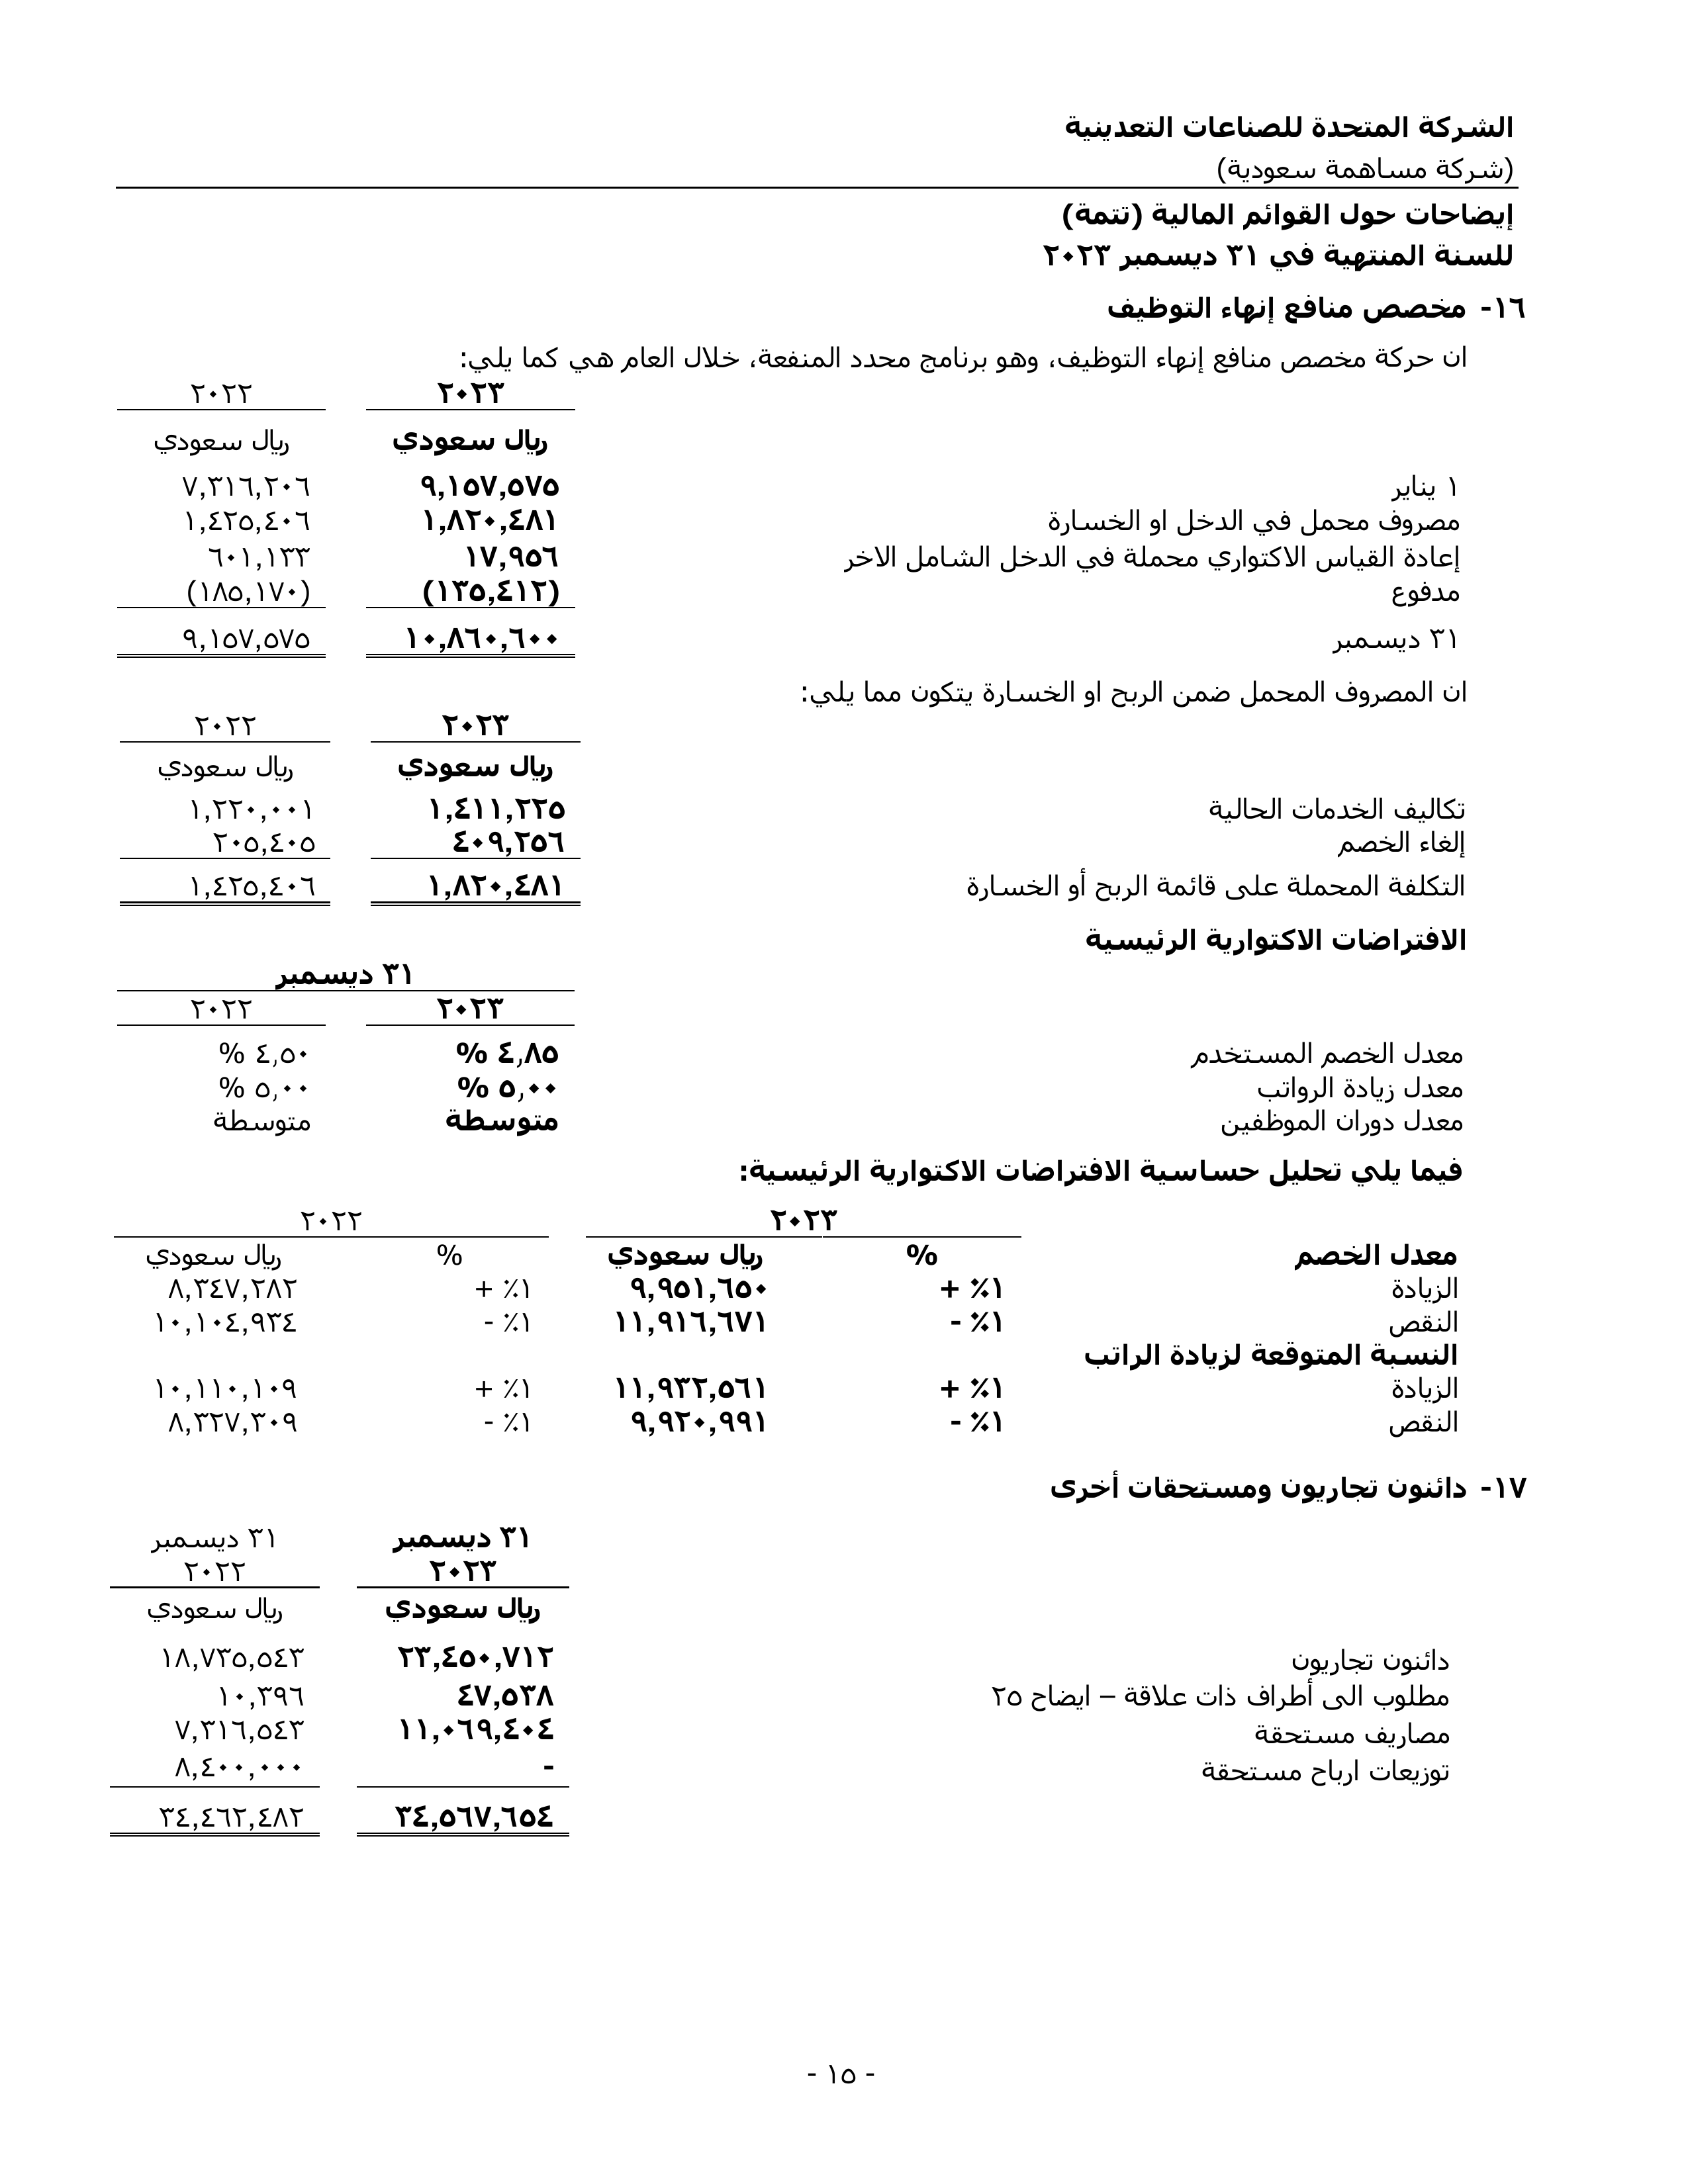 الشركة المتحدة للصناعات التعدينية
(شركة مساهمة سعودية)
إيضاحات حول القوائم المالية (تتمة)
للسنة المنتهية في ٣١ ديسمبر ٢٠٢٣
١٦- مخصص منافع إنهاء التوظيف
ان حركة مخصص منافع إنهاء التوظيف، وهو برنامج محدد المنفعة، خلال العام هي كما يلي:
٢٠٢٣ ٢٠٢٢
ريال سعودي ريال سعودي
١ يناير ٩,١٥٧,٥٧٥ ٧,٣١٦,٢٠٦
مصروف محمل في الدخل او الخسارة ١,٨٢٠,٤٨١ ١,٤٢٥,٤٠٦
إعادة القياس الاكتواري محملة في الدخل الشامل الاخر ١٧,٩٥٦ ٦٠١,١٣٣
مدفوع (١٣٥,٤١٢) (١٨٥,١٧٠)
٣١ ديسمبر ١٠,٨٦٠,٦٠٠ ٩,١٥٧,٥٧٥
ان المصروف المحمل ضمن الربح او الخسارة يتكون مما يلي:
٢٠٢٣ ٢٠٢٢
ريال سعودي ريال سعودي
تكاليف الخدمات الحالية ١,٤١١,٢٢٥ ١,٢٢٠,٠٠١
إلغاء الخصم ٤٠٩,٢٥٦ ٢٠٥,٤٠٥
التكلفة المحملة على قائمة الربح أو الخسارة ١,٨٢٠,٤٨١ ١,٤٢٥,٤٠٦
الافتراضات الاكتوارية الرئيسية
٣١ ديسمبر
٢٠٢٣ ٢٠٢٢
معدل الخصم المستخدم ٤,٨٥ % ٤,٥٠ %
معدل زيادة الرواتب ٥,٠٠ % ٥,٠٠ %
معدل دوران الموظفين متوسطة متوسطة
فيما يلي تحليل حساسية الافتراضات الاكتوارية الرئيسية:
٢٠٢٣ ٢٠٢٢
معدل الخصم % ريال سعودي % ريال سعودي
الزيادة ١٪ + ٩,٩٥١,٦٥٠ ١٪ + ٨,٣٤٧,٢٨٢
النقص ١٪ - ١١,٩١٦,٦٧١ ١٪ - ١٠,١٠٤,٩٣٤
النسبة المتوقعة لزيادة الراتب
الزيادة ١٪ + ١١,٩٣٢,٥٦١ ١٪ + ١٠,١١٠,١٠٩
النقص ١٪ - ٩,٩٢٠,٩٩١ ١٪ - ٨,٣٢٧,٣٠٩
١٧- دائنون تجاريون ومستحقات أخرى
٣١ ديسمبر ٣١ ديسمبر
٢٠٢٣ ٢٠٢٢
ريال سعودي ريال سعودي
دائنون تجاريون ٢٣,٤٥٠,٧١٢ ١٨,٧٣٥,٥٤٣
مطلوب الى أطراف ذات علاقة – ايضاح ٢٥ ٤٧,٥٣٨ ١٠,٣٩٦
مصاريف مستحقة ١١,٠٦٩,٤٠٤ ٧,٣١٦,٥٤٣
توزيعات ارباح مستحقة - ٨,٤٠٠,٠٠٠
٣٤,٥٦٧,٦٥٤ ٣٤,٤٦٢,٤٨٢
- ١٥ -